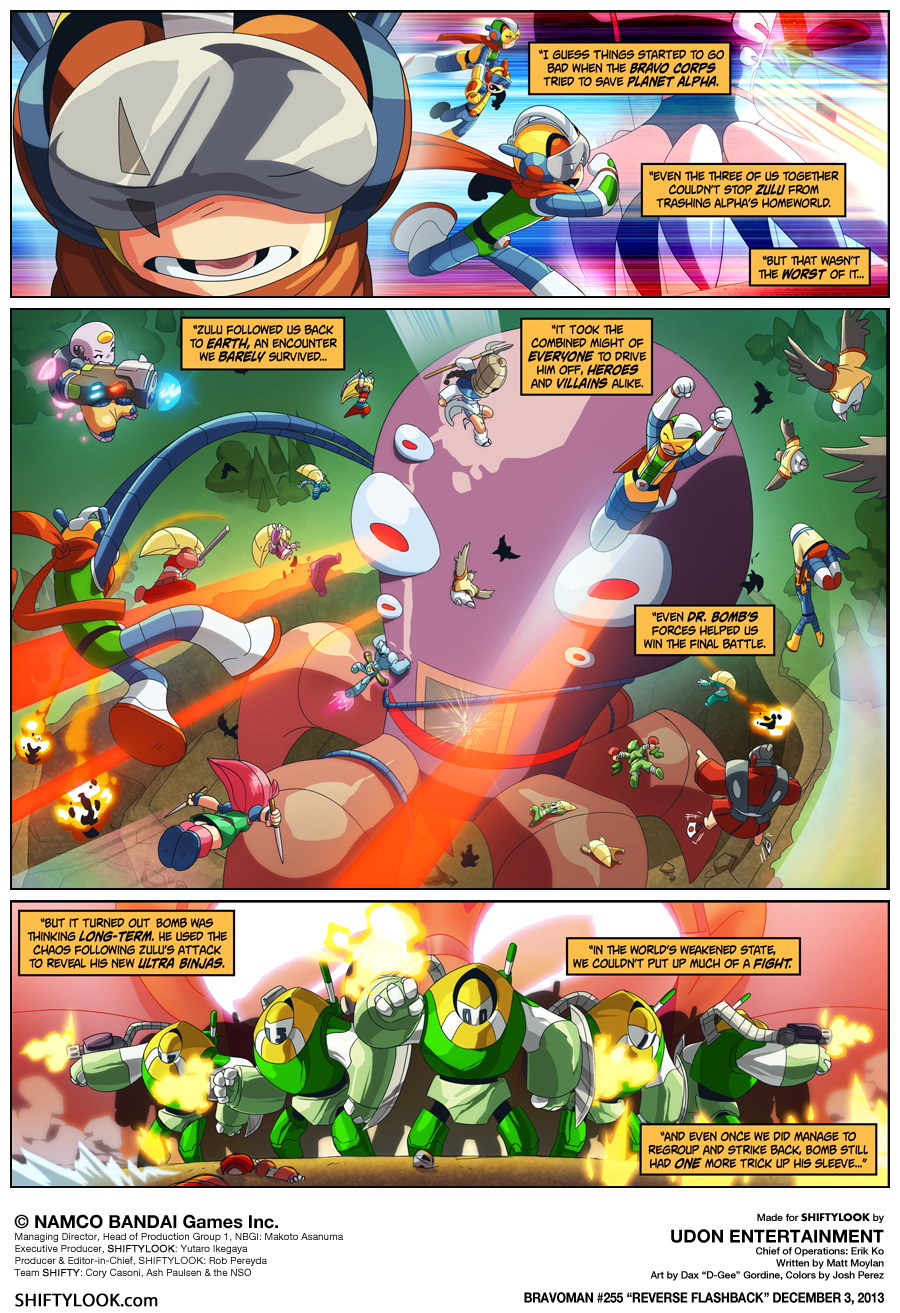 "I GUESS THINGS STARTED TO GO
BAD WHEN THE BRAVO CORPS
TRIED TO SAVE PLANET ALPHA.
"EVEN THE THREE OF US TOGETHER
COULDN'T STOP ZULU FROM
TRASHING ALPHA'S HOMEWORLD.
"BUT THAT WASN'T
THE WORST OF IT...
"ZULU FOLLOWED US BACK
TO EARTH, AN ENCOUNTER
WE BARELY SURVIVED...
"IT TOOK THE
COMBINED MIGHT OF
EVERYONE TO DRIVE
HIM OFF, HEROES
AND VILLAINS ALIKE.
"EVEN DR. BOMB'S
FORCES HELPED US
WIN THE FINAL BATTLE.
"BUT IT TURNED OUT BOMB WAS
THINKING LONG-TERM. HE USED THE
CHAOS FOLLOWING ZULU'S ATTACK
TO REVEAL HIS NEW ULTRA BINJAS.
"IN THE WORLD'S WEAKENED STATE,
WE COULDN'T PUT UP MUCH OF A FIGHT.
"AND EVEN ONCE WE DID MANAGE TO
REGROUP AND STRIKE BACK, BOMB STILL
HAD ONE MORE TRICK UP HIS SLEEVE..."
© NAMCO BANDAI Games Inc.
Managing Director, Head of Production Group 1, NBGI: Makoto Asanuma
Executive Producer, SHIFTYLOOK: Yutaro Ikegaya
Producer & Editor-in-Chief, SHIFTYLOOK: Rob Pereyda
Team SHIFTY: Cory Casoni, Ash Paulsen & the NSO
SHIFTYLOOK.com
Made for SHIFTYLOOK by
UDON ENTERTAINMENT
Chief of Operations: Erik Ko
Written by Matt Moylan
Art by Dax "D-Gee" Gordine, Colors by Josh Perez
BRAVOMAN #255 "REVERSE FLASHBACK" DECEMBER 3, 2013